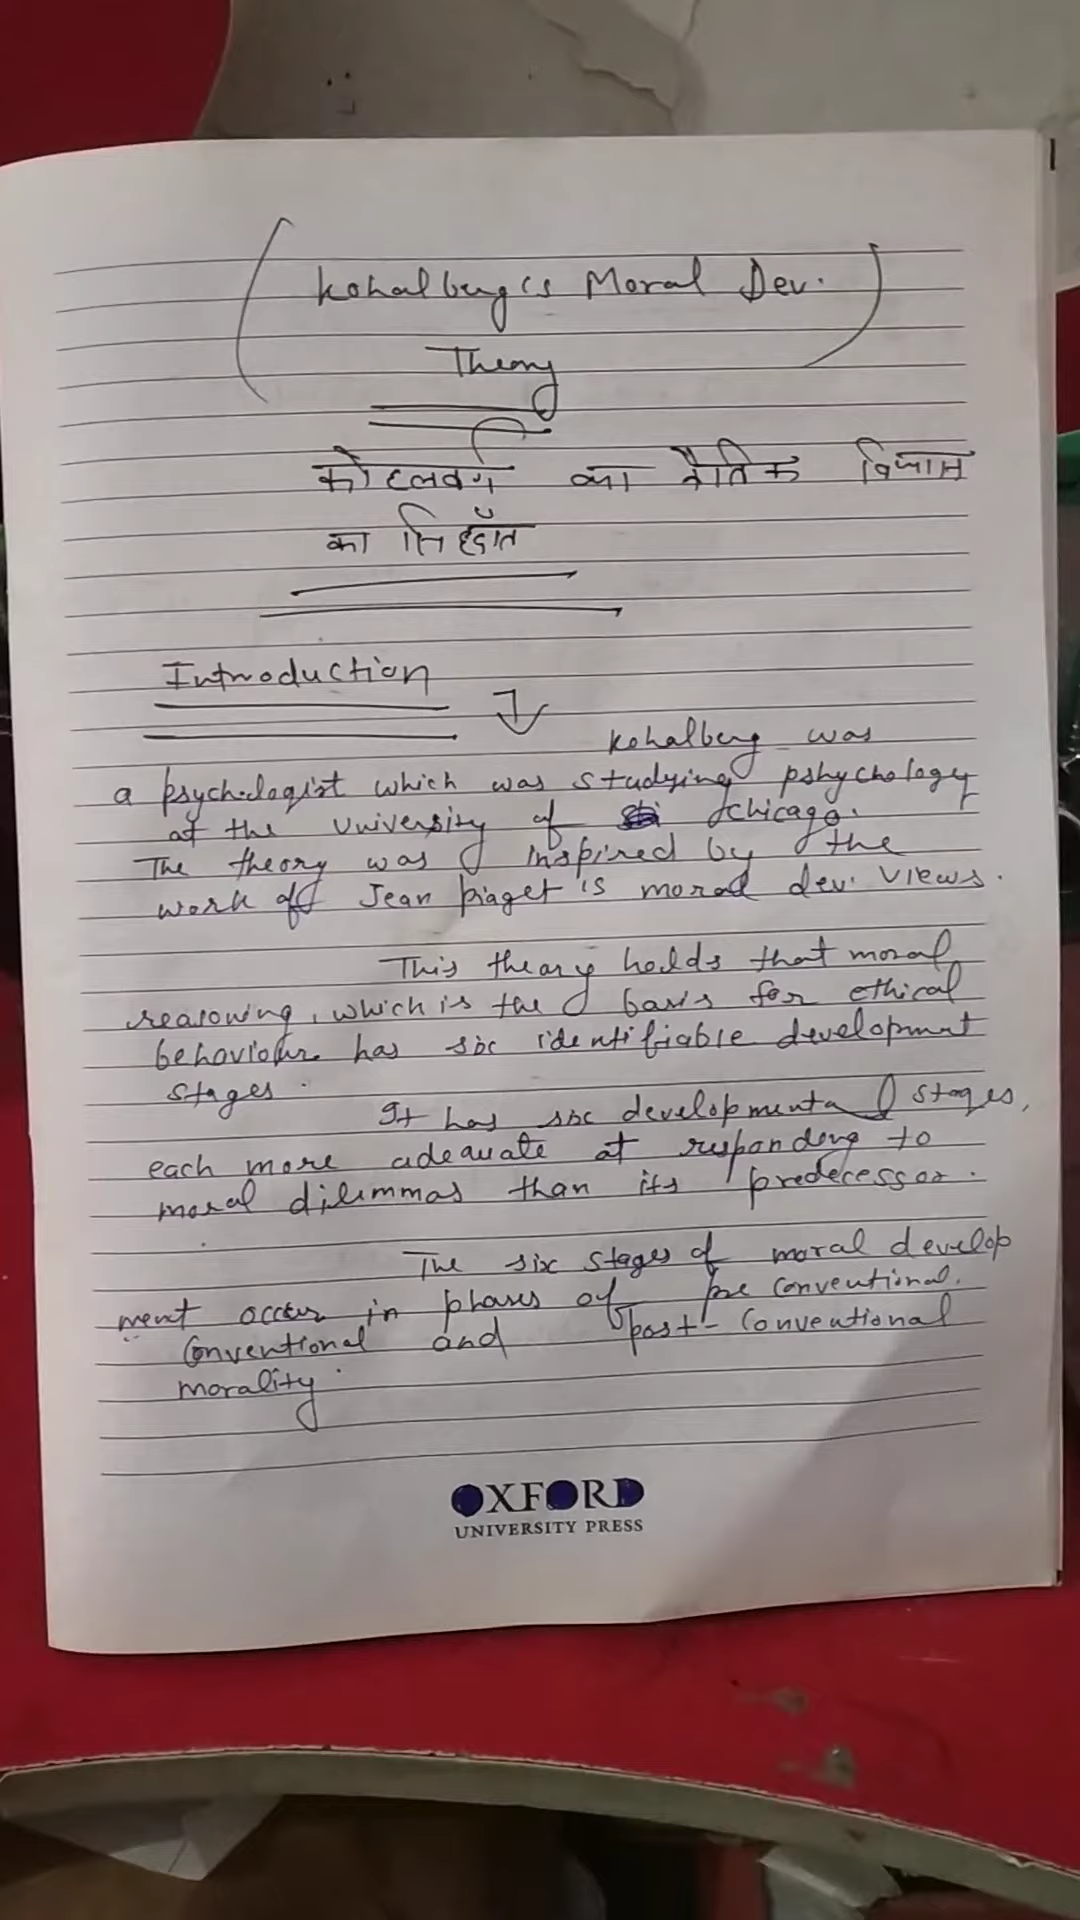 Kohalberg's Moral Dev.
Theory
कोहलबर्ग का नैतिक विकास
का सिद्धाँत
Introduction
Kohalberg was
a psychologist which was studying pshychology
at the University of chicago.
The theory was inspired by the
work of Jean piaget's moral dev. views.
This theory holds that moral
reasoning, which is the basis for ethical
behaviour has six identifiable development
stages.
It has six developmental stages,
each more adequate at responding to
moral dilemmas than its predecessor.
The six stages of moral develop
ment occur in phases of pre conventional.
Conventional and post-conventional
morality.
OXFORD
UNIVERSITY PRESS